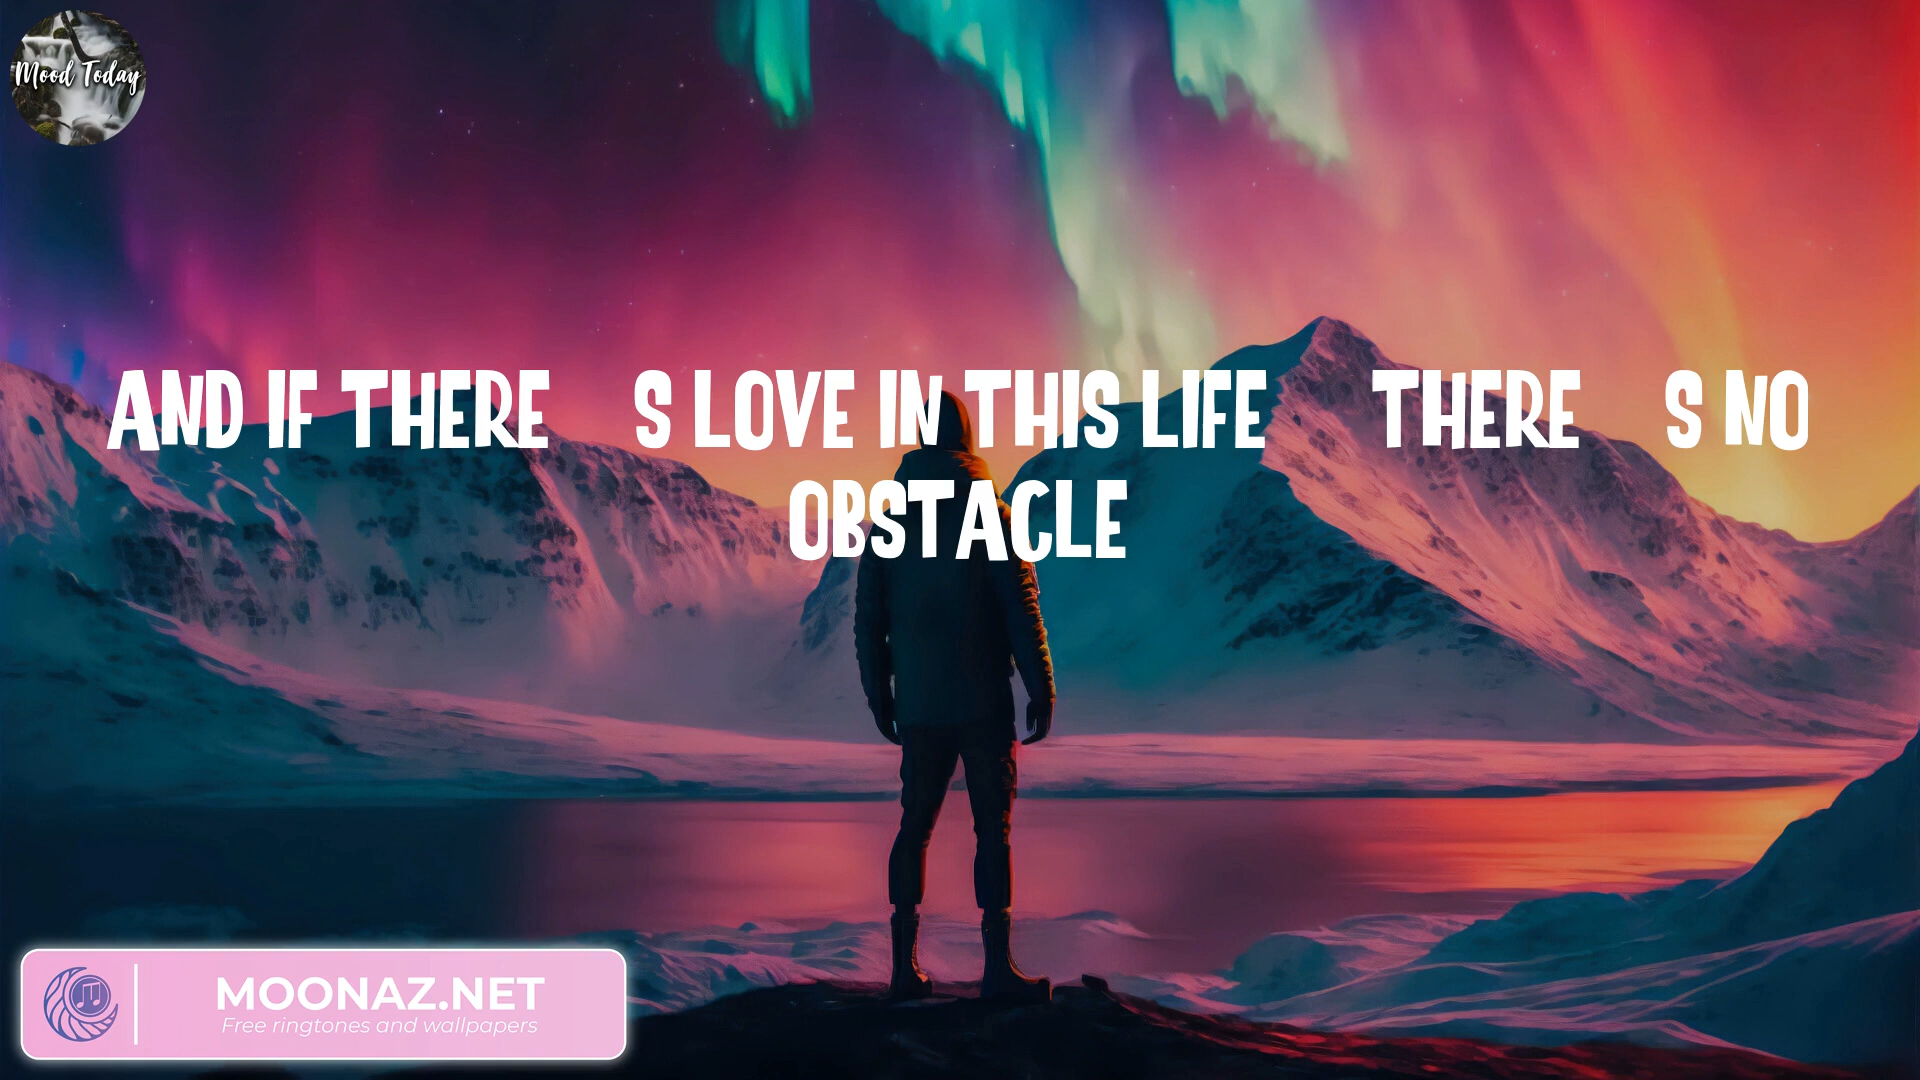 Mood Today
AND IF THERE S LOVE IN THIS LIFE THERE S NO
OBSTACLE
MOONAZ.NET
Free ringtones and wallpapers